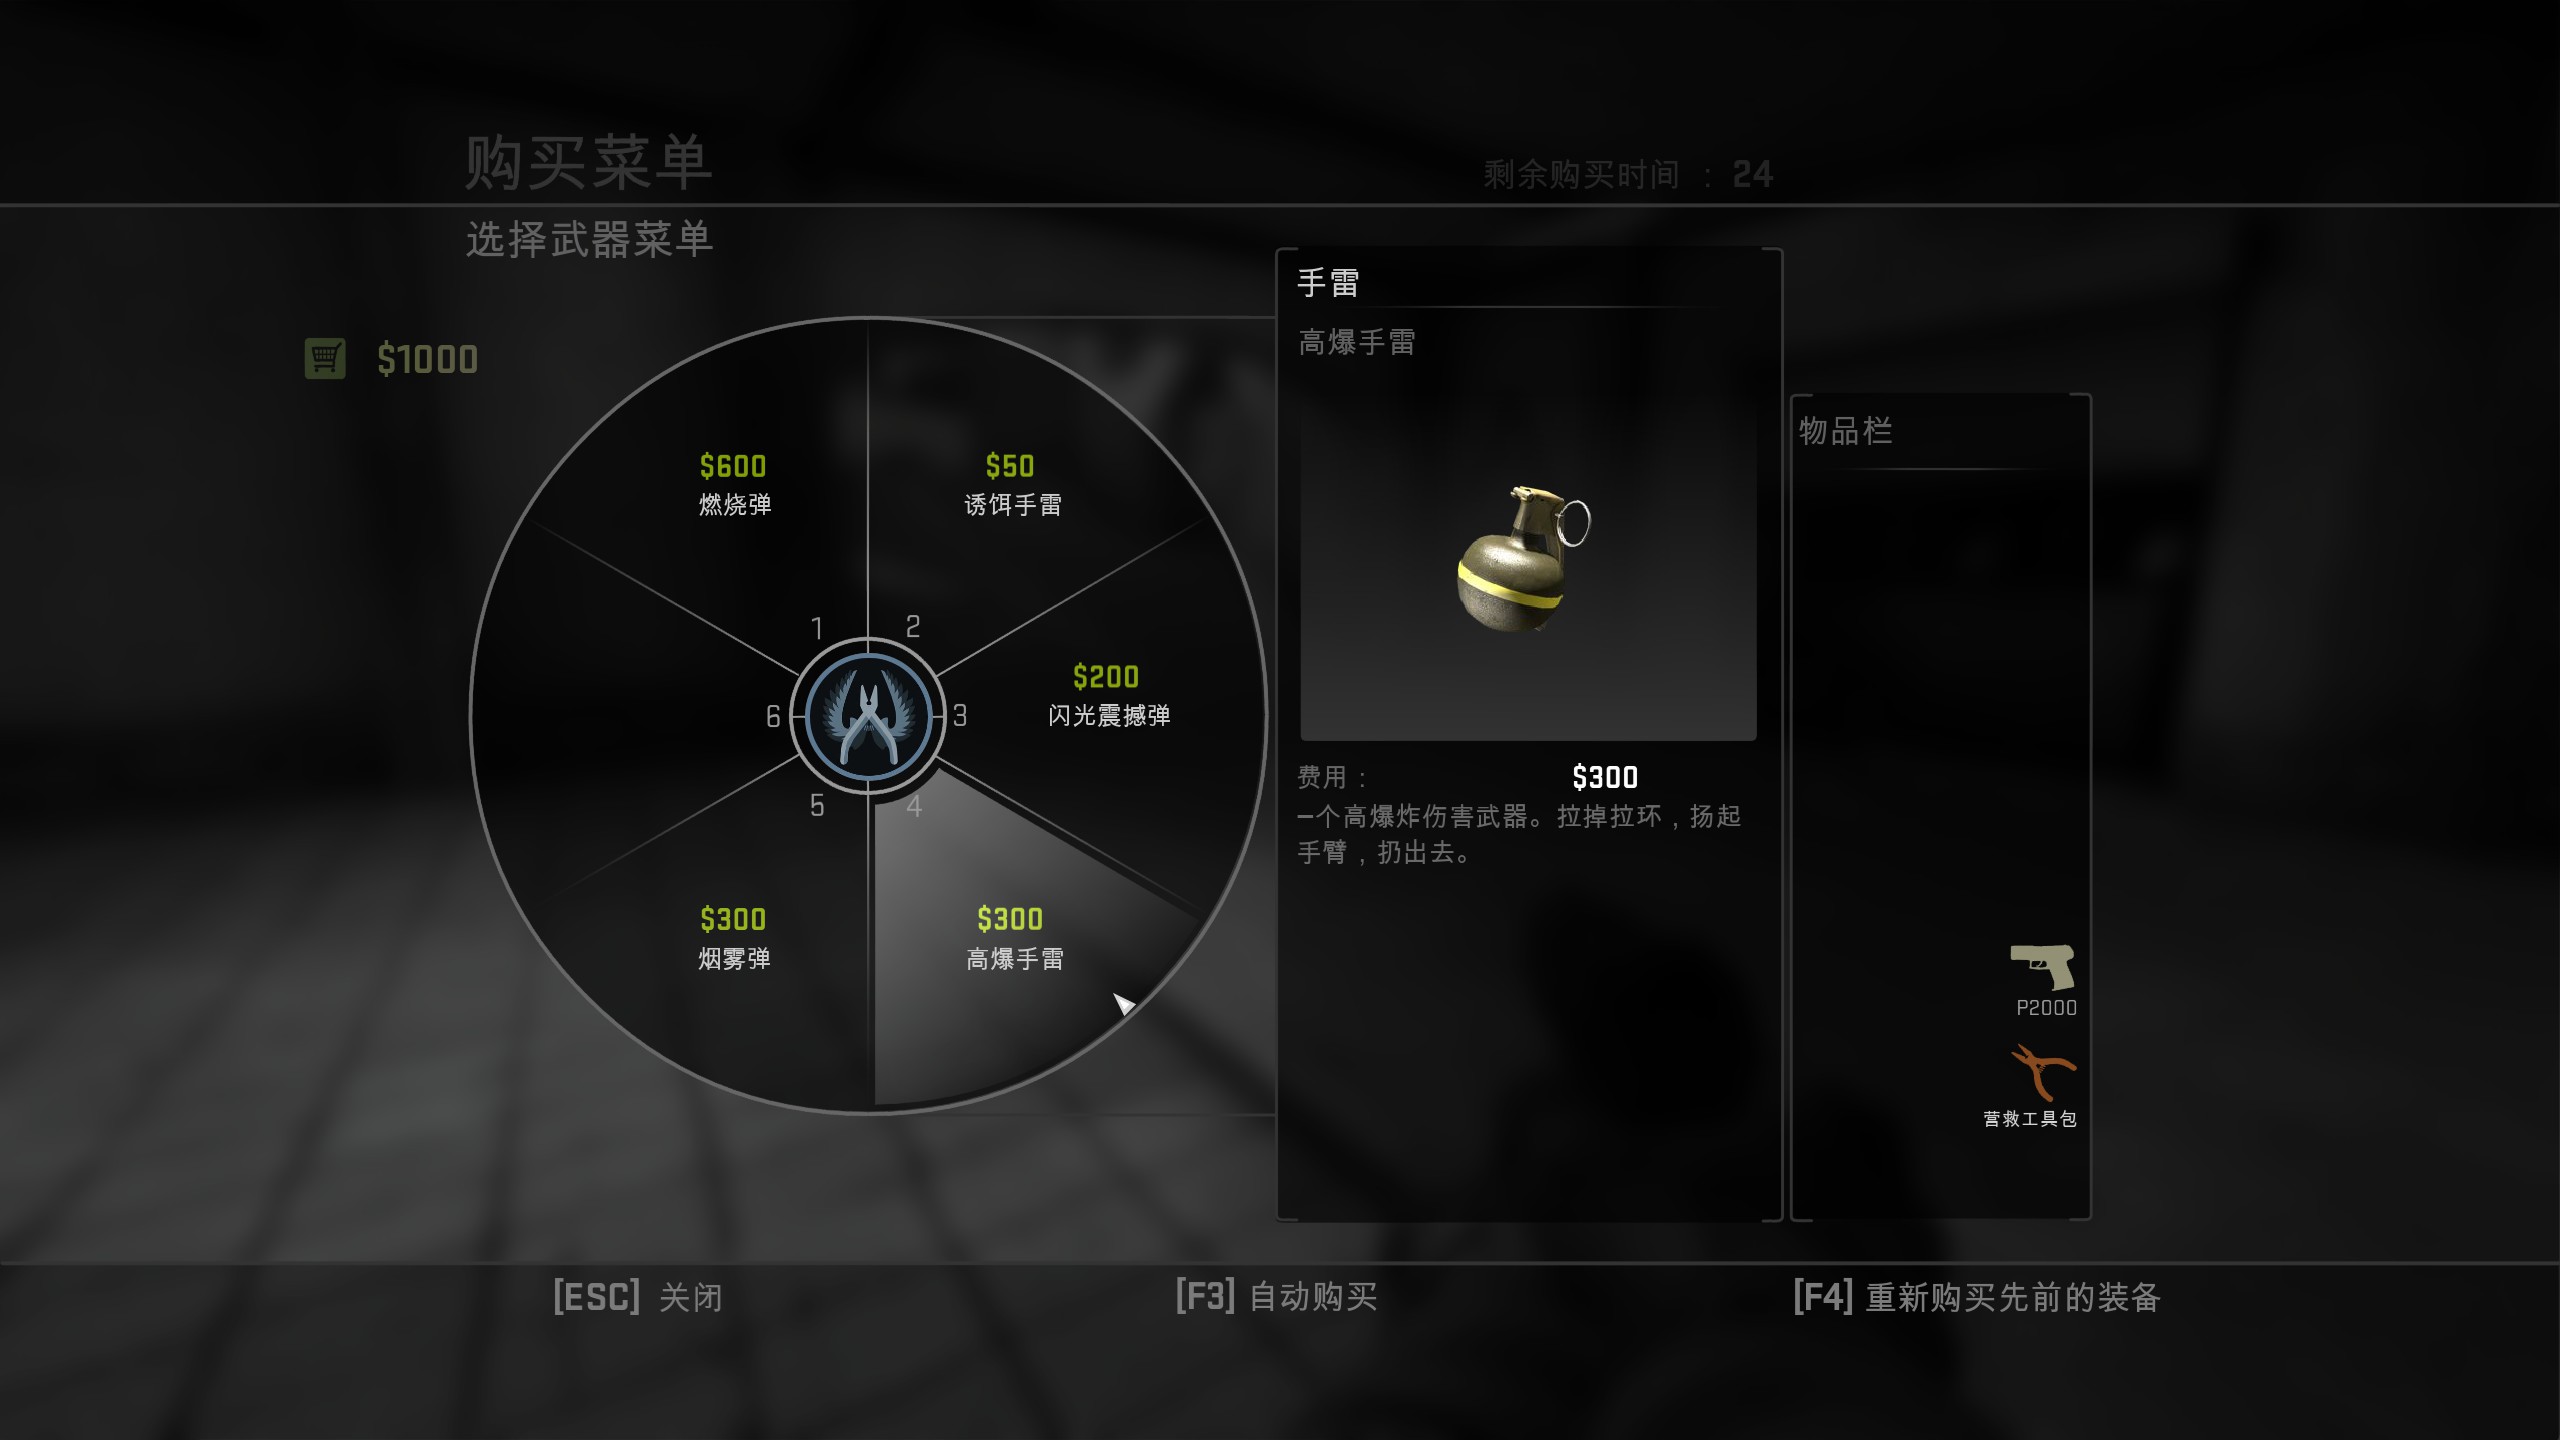 购买菜单
剩余购买时间 : 24
选择武器菜单
$1000
$600
燃烧弹
$50
诱饵手雷
$200
闪光震撼弹
$300
高爆手雷
$300
烟雾弹
1
2
3
4
5
6
手雷
高爆手雷
费用：
$300
一个高爆炸伤害武器。拉掉拉环，扬起
手臂，扔出去。
物品栏
P2000
营救工具包
[ESC] 关闭
[F3] 自动购买
[F4] 重新购买先前的装备